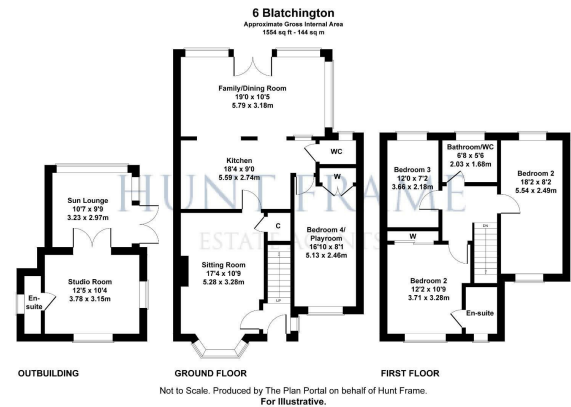 6 Blatchington
Approximate Gross Internal Area
1554 sq ft - 144 sq m
Family/Dining Room
19'0 x 10'5
5.79 x 3.18m
WC
Kitchen
18'4 x 9'0
5.59 x 2.74m
W
Bedroom 4/
Playroom
16'10 x 8'1
5.13 x 2.46m
C
Sitting Room
17'4 x 10'9
5.28 x 3.28m
UP
Sun Lounge
10'7 x 9'9
3.23 x 2.97m
Studio Room
12'5 x 10'4
3.78 x 3.15m
En-
suite
Bedroom 3
12'0 x 7'2
3.66 x 2.18m
Bathroom/WC
6'8 x 5'6
2.03 x 1.68m
Bedroom 2
18'2 x 8'2
5.54 x 2.49m
DN
W
Bedroom 2
12'2 x 10'9
3.71 x 3.28m
En-suite
HUNT FRAME
ESTATE AGENTS
OUTBUILDING
GROUND FLOOR
FIRST FLOOR
Not to Scale. Produced by The Plan Portal on behalf of Hunt Frame.
For Illustrative.